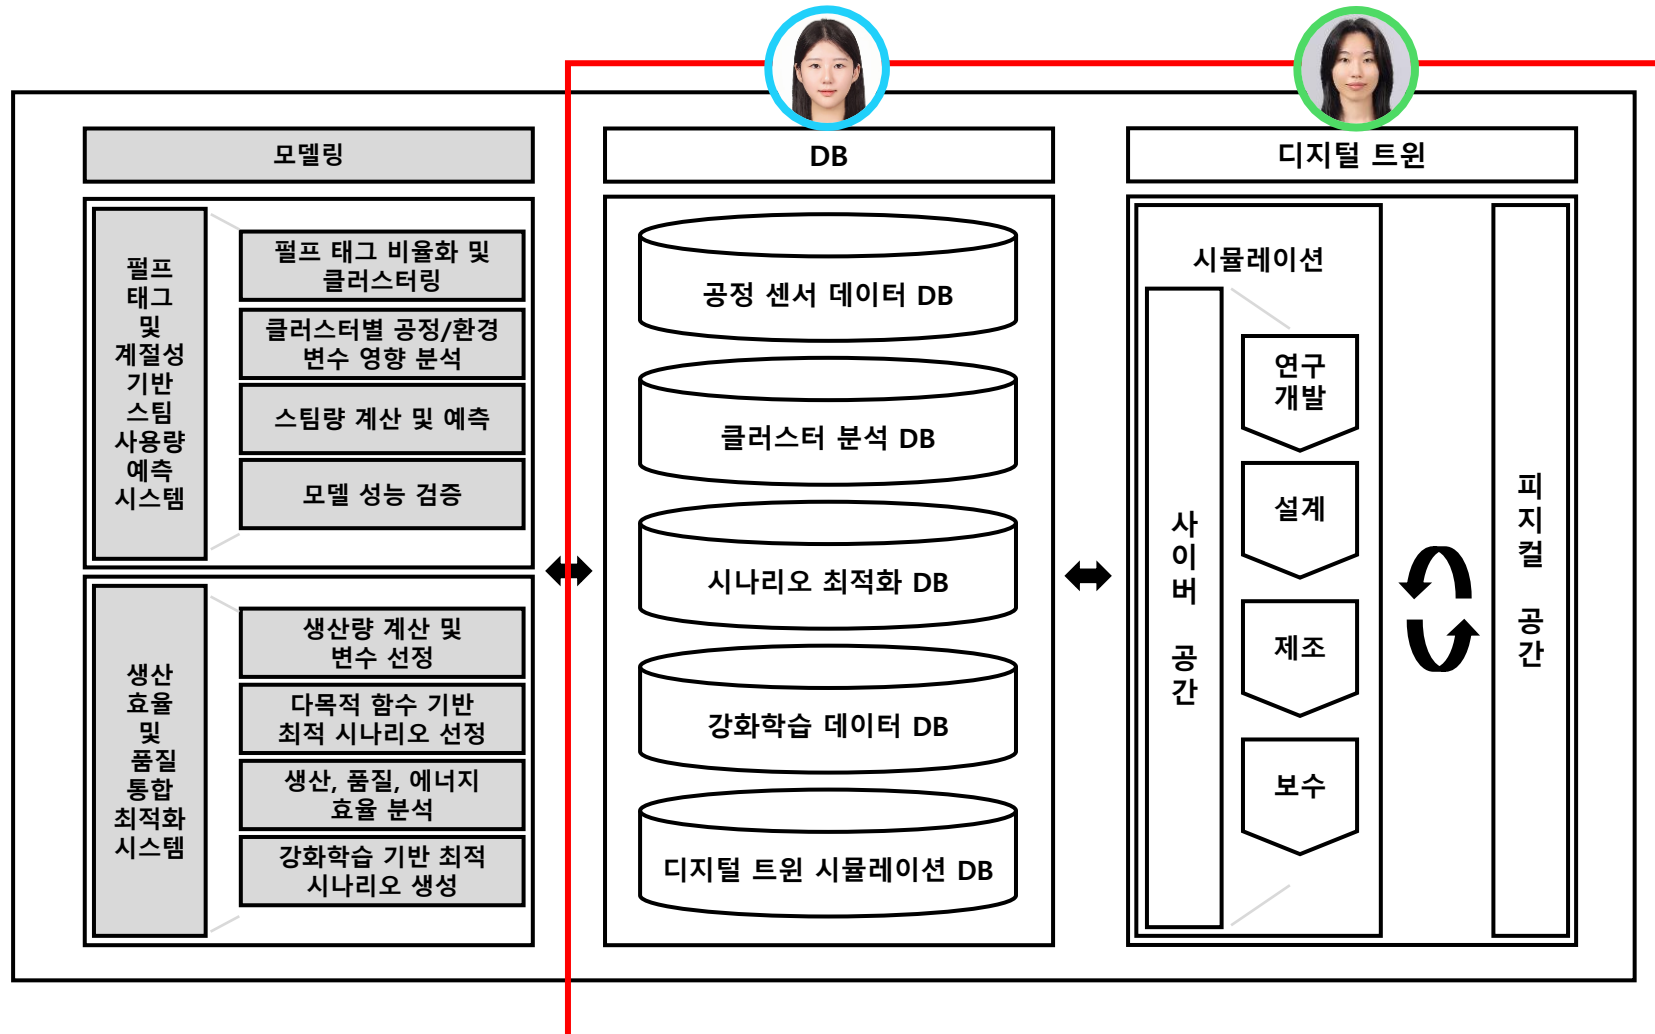 모델링
펄프
태그
및
계절성
기반
스팀
사용량
예측
시스템
펄프 태그 비율화 및
클러스터링
클러스터별 공정/환경
변수 영향 분석
스팀량 계산 및 예측
모델 성능 검증
생산
효율
및
품질
통합
최적화
시스템
생산량 계산 및
변수 선정
다목적 함수 기반
최적 시나리오 선정
생산, 품질, 에너지
효율 분석
강화학습 기반 최적
시나리오 생성
DB
공정 센서 데이터 DB
클러스터 분석 DB
시나리오 최적화 DB
강화학습 데이터 DB
디지털 트윈 시뮬레이션 DB
디지털 트윈
시뮬레이션
사이버 공간
연구
개발
설계
제조
보수
피지컬 공간